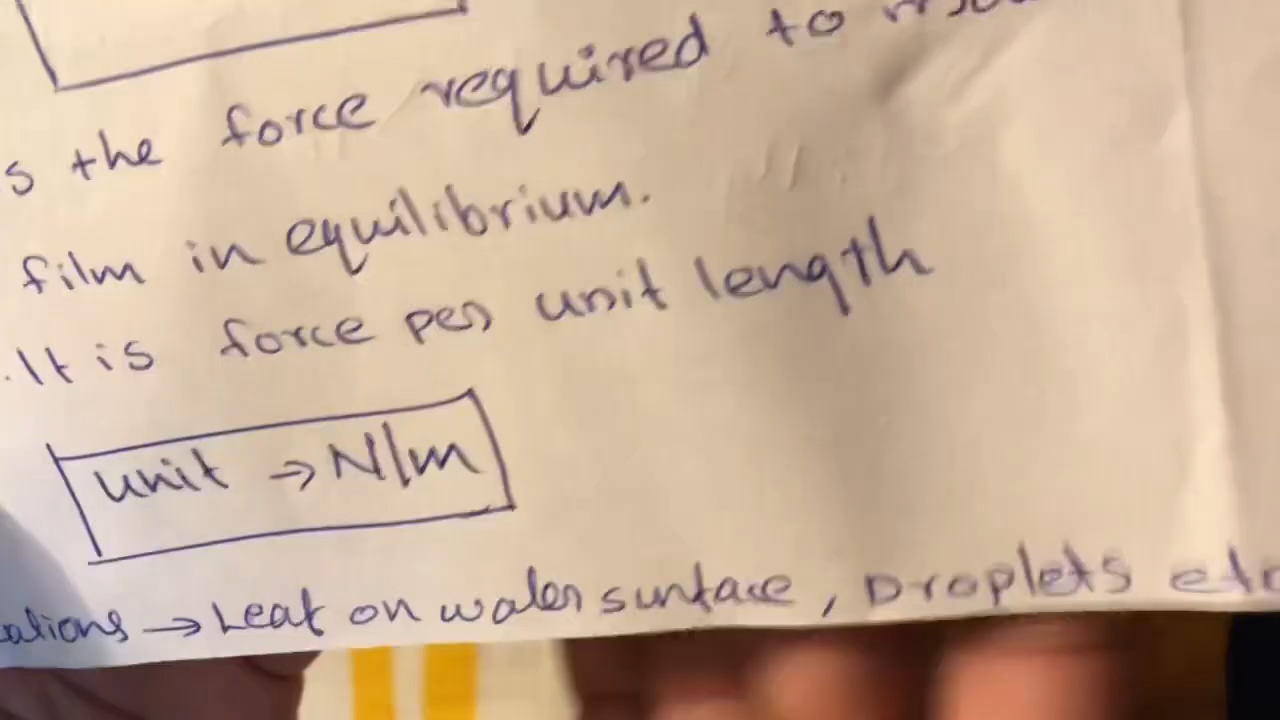 s the force required to
film in equilibrium.
. It is force per unit length
unit → N/m
ations → Leaf on water surface, Droplets etc